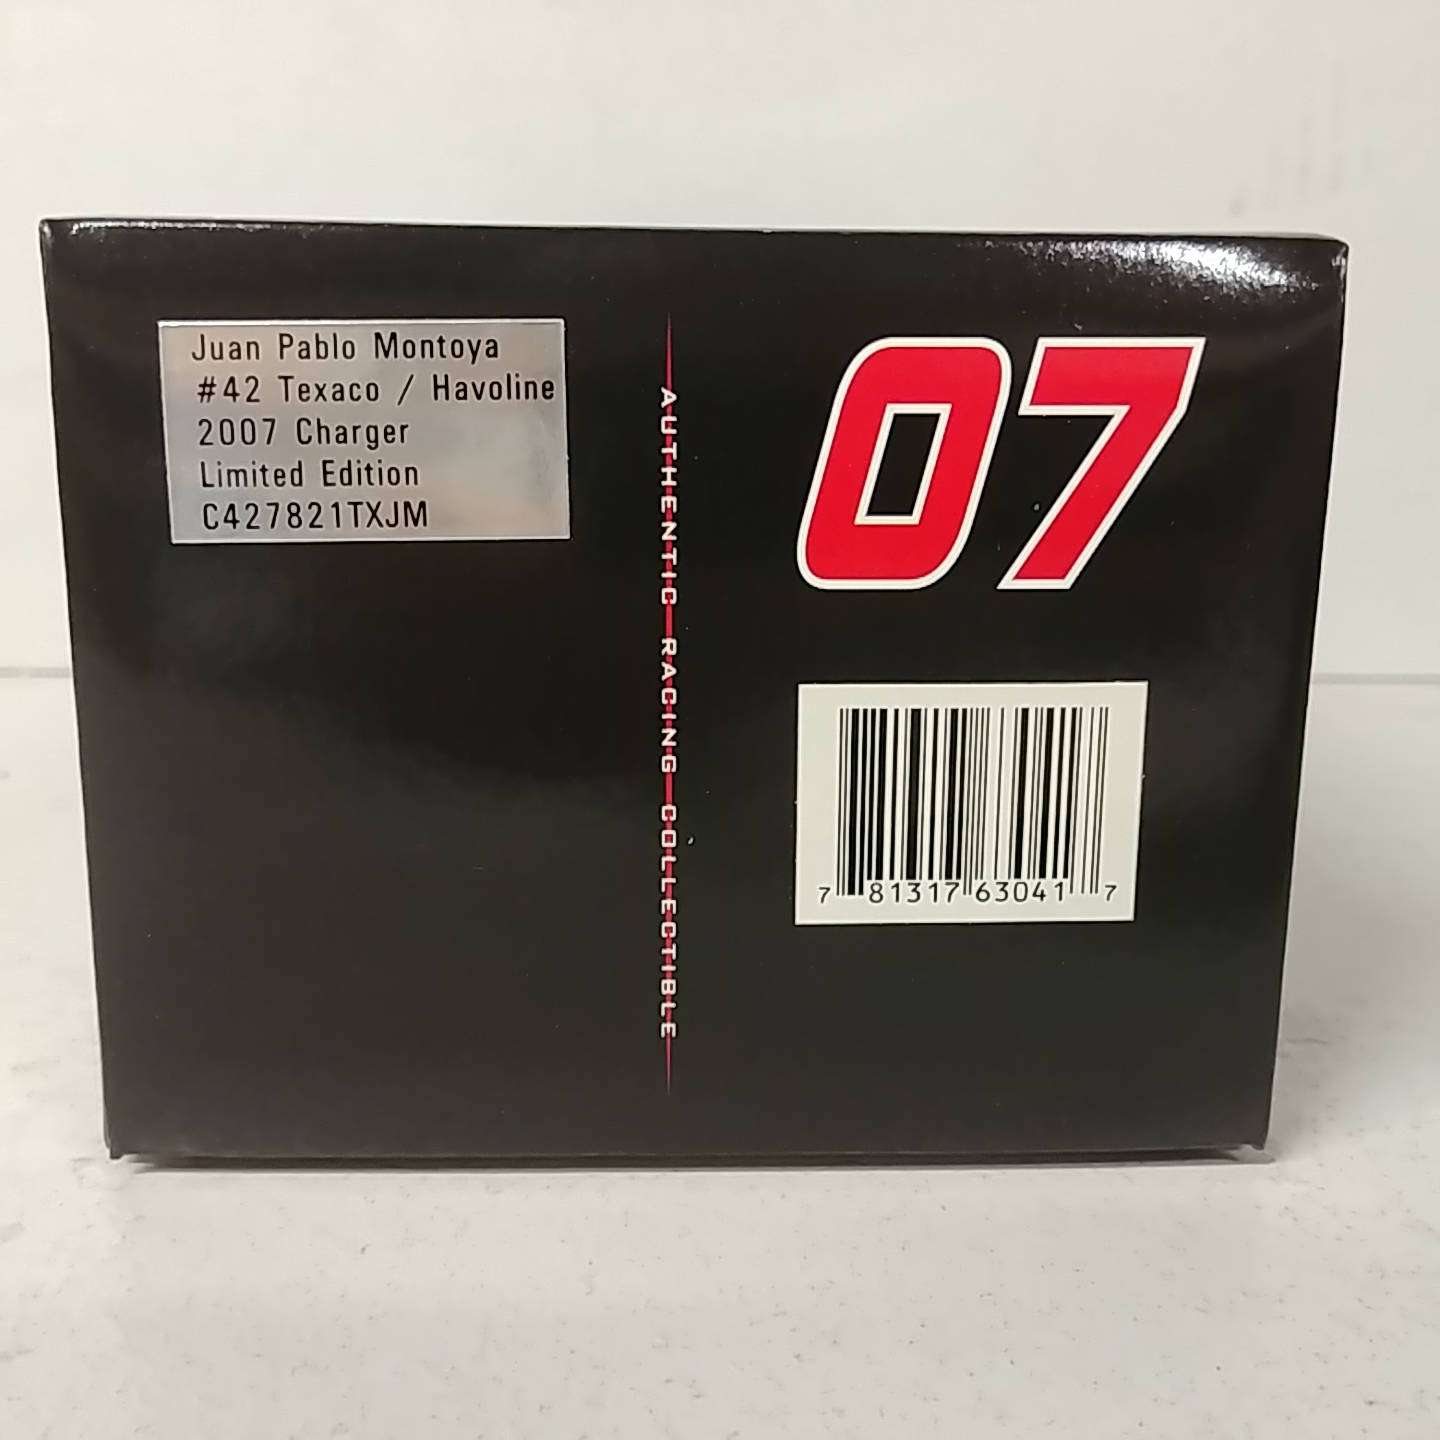 Juan Pablo Montoya
#42 Texaco / Havoline
2007 Charger
Limited Edition
C427821TXJM
AUTHENTIC RACING COLLECTIBLE
07
7 81317 63041 7